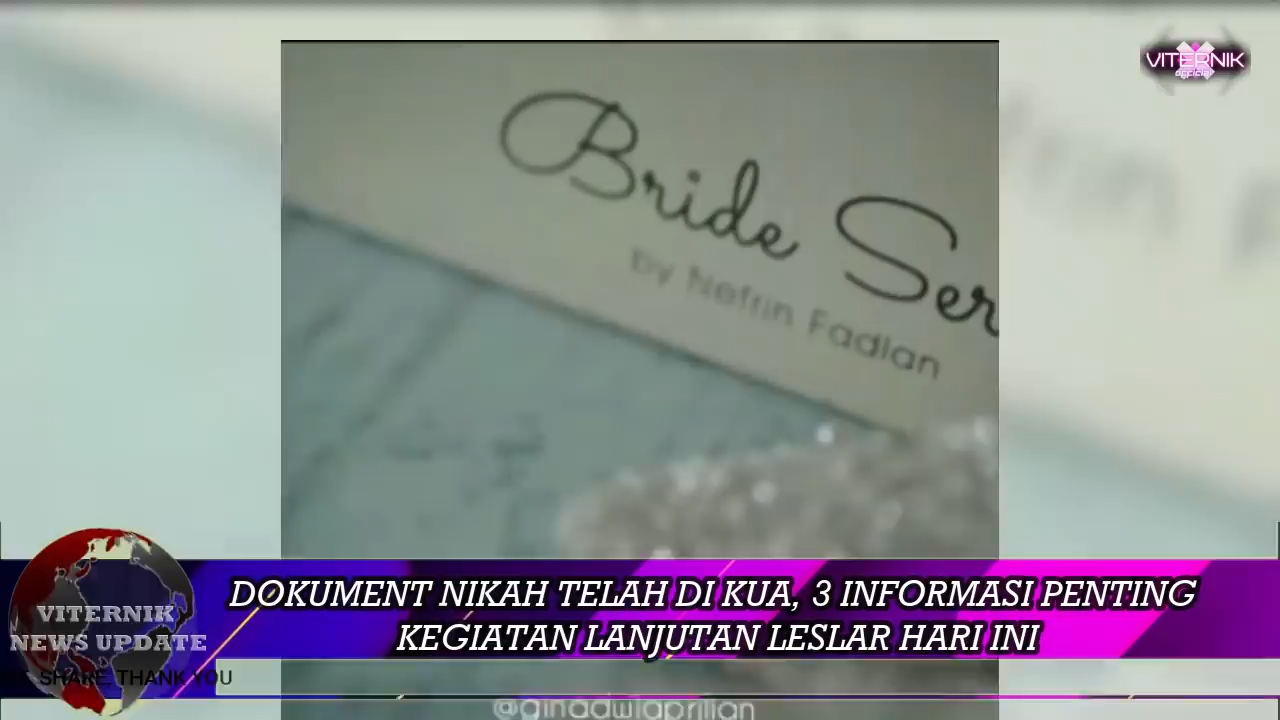 VITERNIK
Official
Bride Ser
by Nefrin Fadlan
DOKUMENT NIKAH TELAH DI KUA, 3 INFORMASI PENTING
KEGIATAN LANJUTAN LESLAR HARI INI
VITERNIK
NEWS UPDATE
SHARE, THANK YOU
@ginadwiaprilian